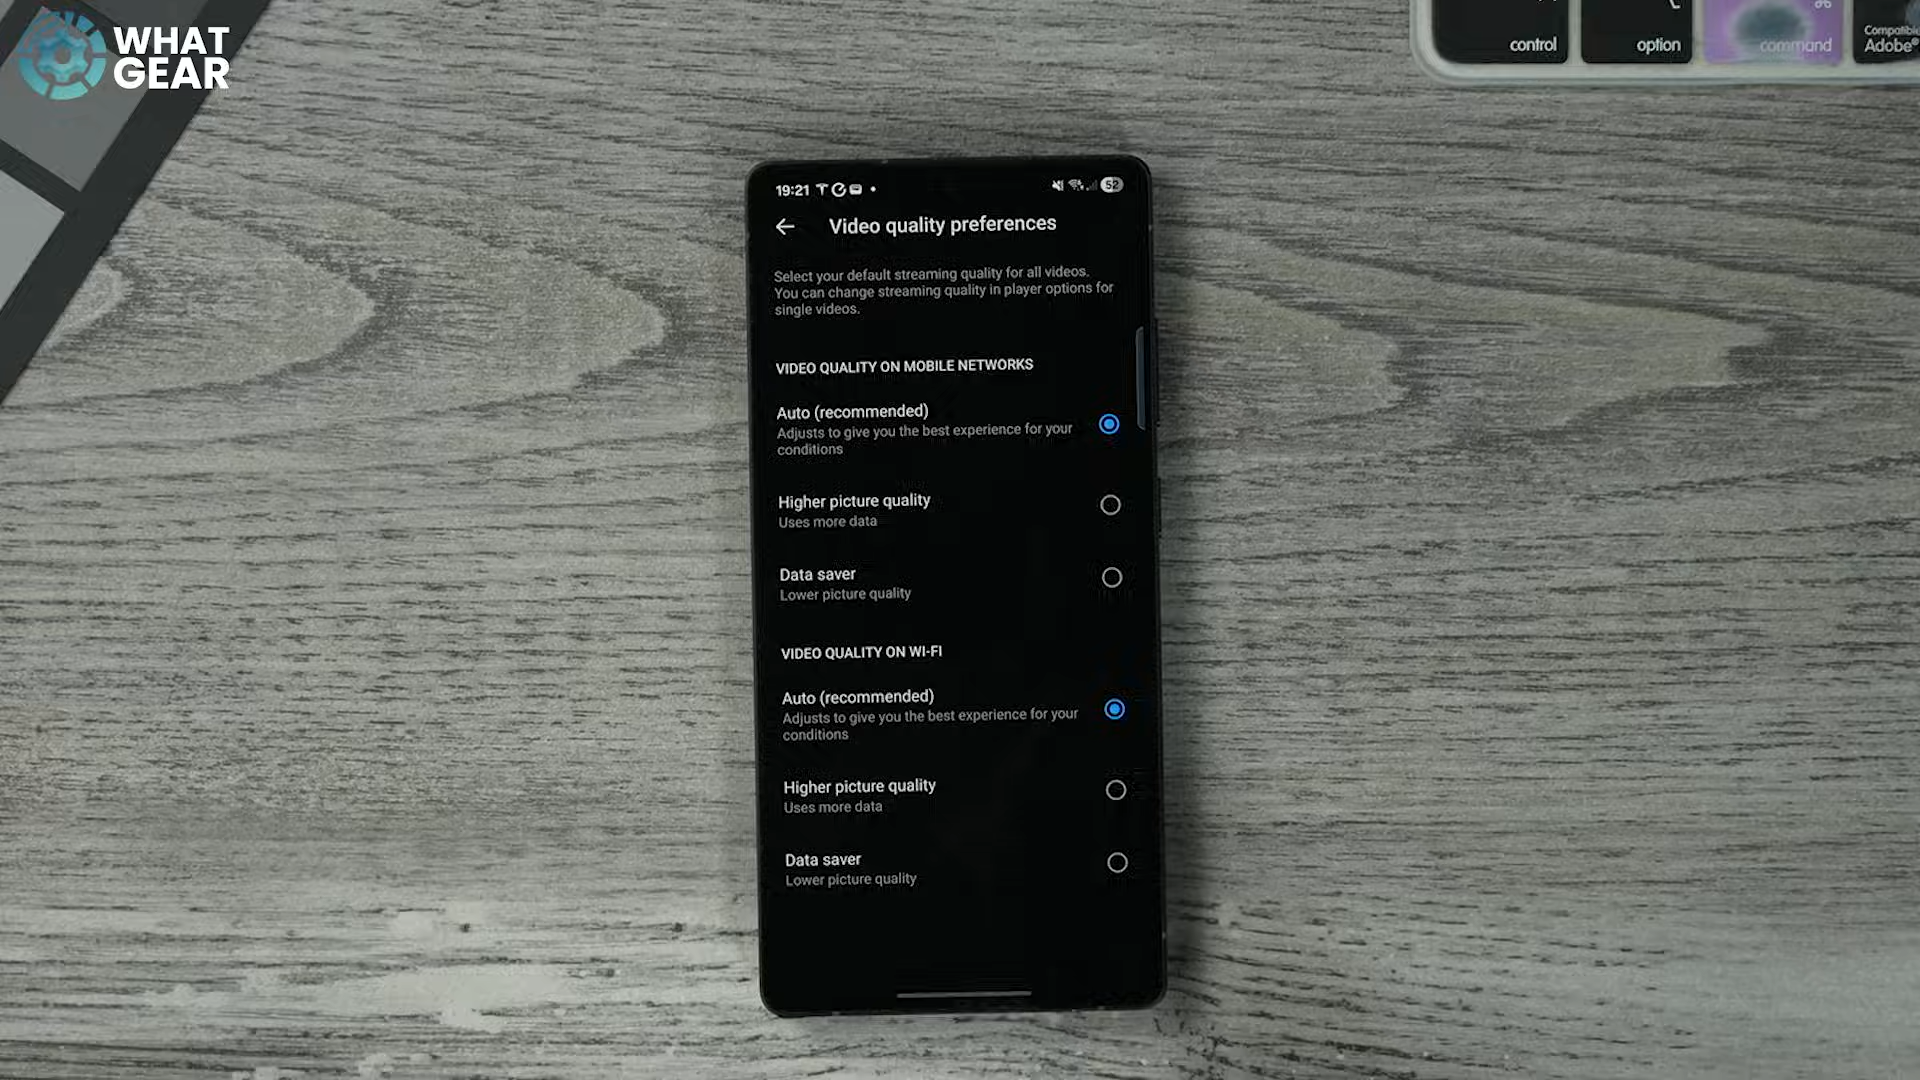 WHAT
GEAR
control
option
command
Compatible
Adobe®
19:21
52
Video quality preferences
Select your default streaming quality for all videos.
You can change streaming quality in player options for
single videos.
VIDEO QUALITY ON MOBILE NETWORKS
Auto (recommended)
Adjusts to give you the best experience for your
conditions
Higher picture quality
Uses more data
Data saver
Lower picture quality
VIDEO QUALITY ON WI-FI
Auto (recommended)
Adjusts to give you the best experience for your
conditions
Higher picture quality
Uses more data
Data saver
Lower picture quality